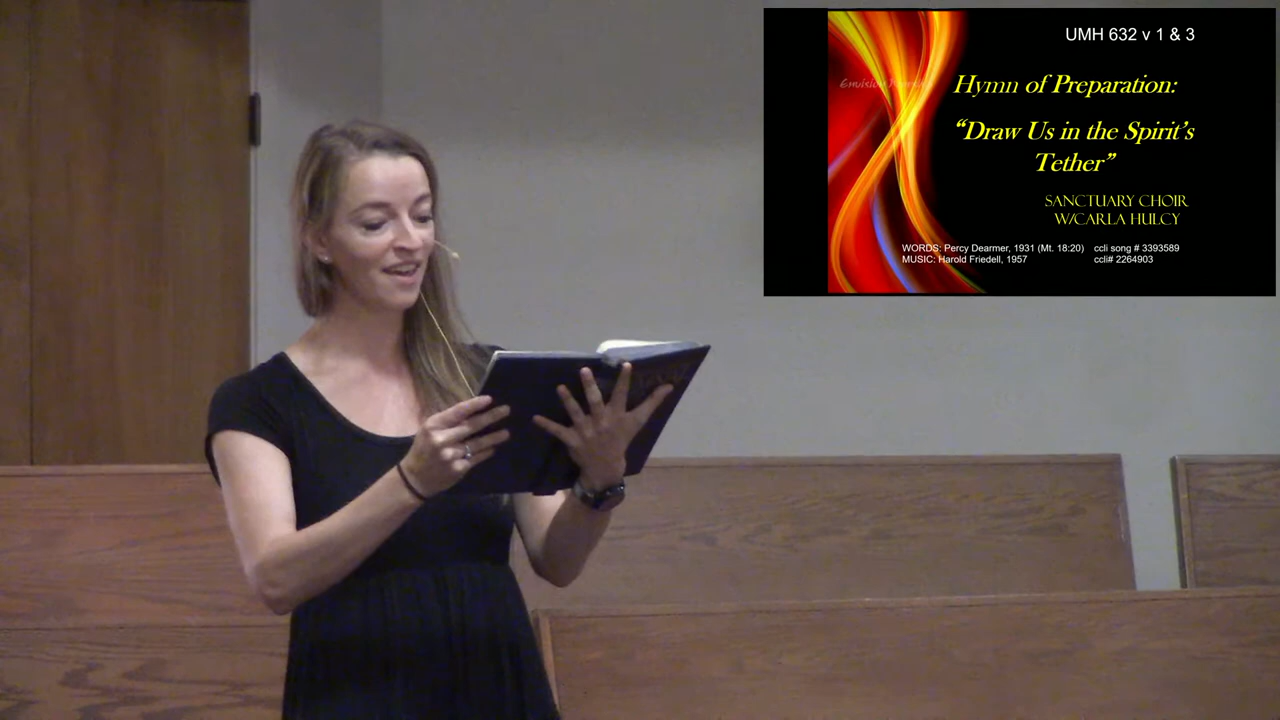 UMH 632 v 1 & 3
Hymn of Preparation:
“Draw Us in the Spirit’s
Tether”
SANCTUARY CHOIR
W/CARLA HULCY
WORDS: Percy Dearmer, 1931 (Mt. 18:20) ccli song # 3393589
MUSIC: Harold Friedell, 1957 ccli# 2264903